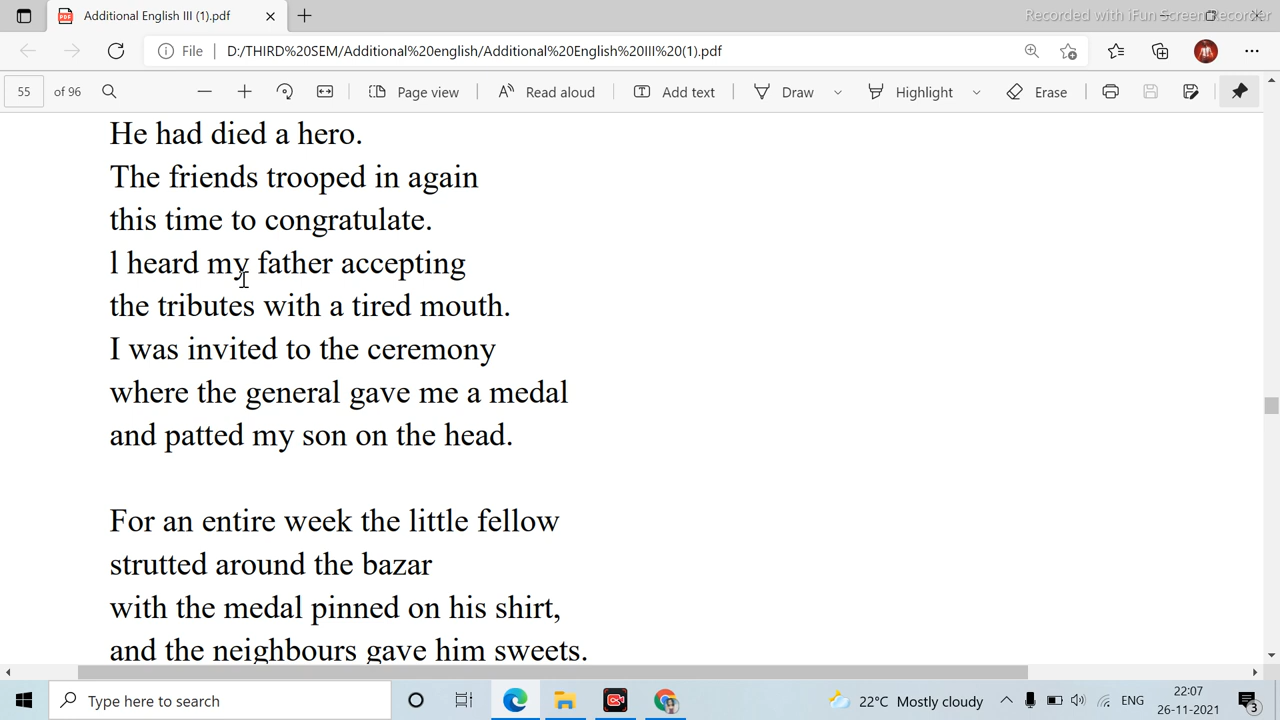 Additional English III (1).pdf
Recorded with iFun Screen Recorder
File
D:/THIRD%20SEM/Additional%20english/Additional%20English%20III%20(1).pdf
55 of 96
Page view
Read aloud
Add text
Draw
Highlight
Erase
He had died a hero.
The friends trooped in again
this time to congratulate.
l heard my father accepting
the tributes with a tired mouth.
I was invited to the ceremony
where the general gave me a medal
and patted my son on the head.
For an entire week the little fellow
strutted around the bazar
with the medal pinned on his shirt,
and the neighbours gave him sweets.
Type here to search
22°C Mostly cloudy
ENG
22:07
26-11-2021
3